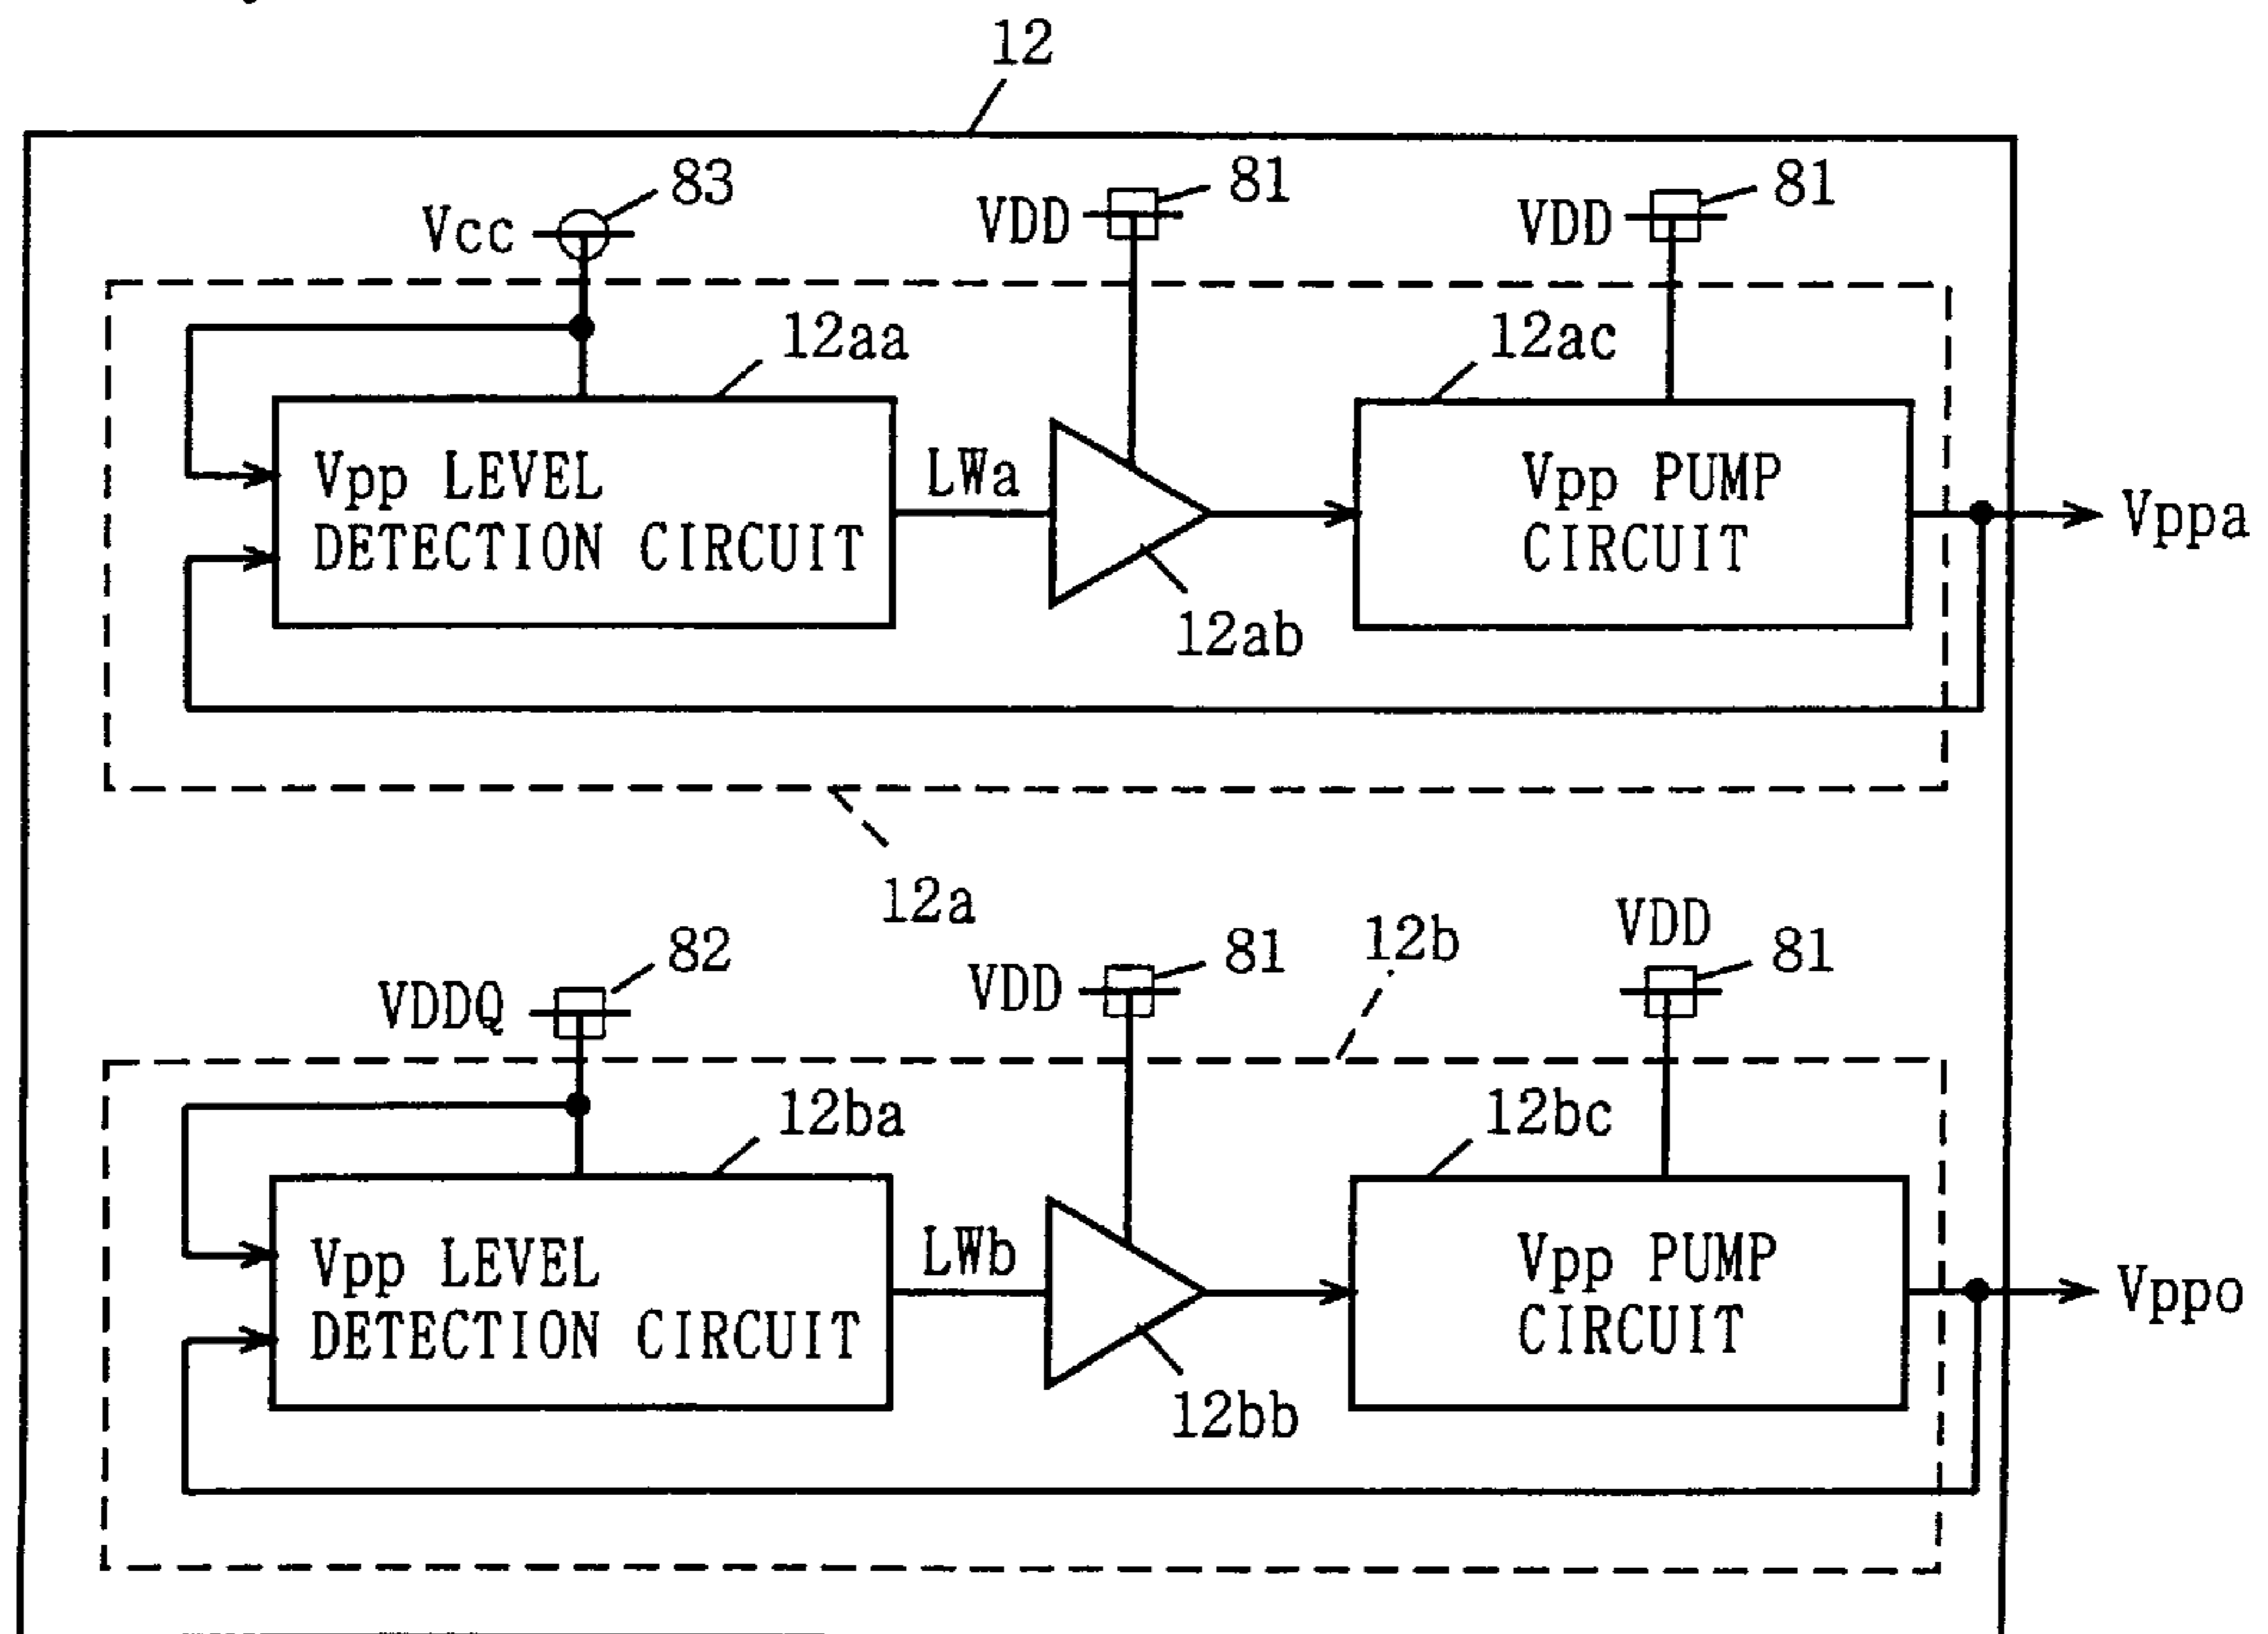 12
Vcc
83
VDD
81
VDD
81
12aa
12ac
Vpp LEVEL
DETECTION CIRCUIT
LWa
Vpp PUMP
CIRCUIT
Vppa
12ab
12a
VDDQ
82
VDD
81
12b
VDD
81
12ba
12bc
Vpp LEVEL
DETECTION CIRCUIT
LWb
Vpp PUMP
CIRCUIT
Vppo
12bb